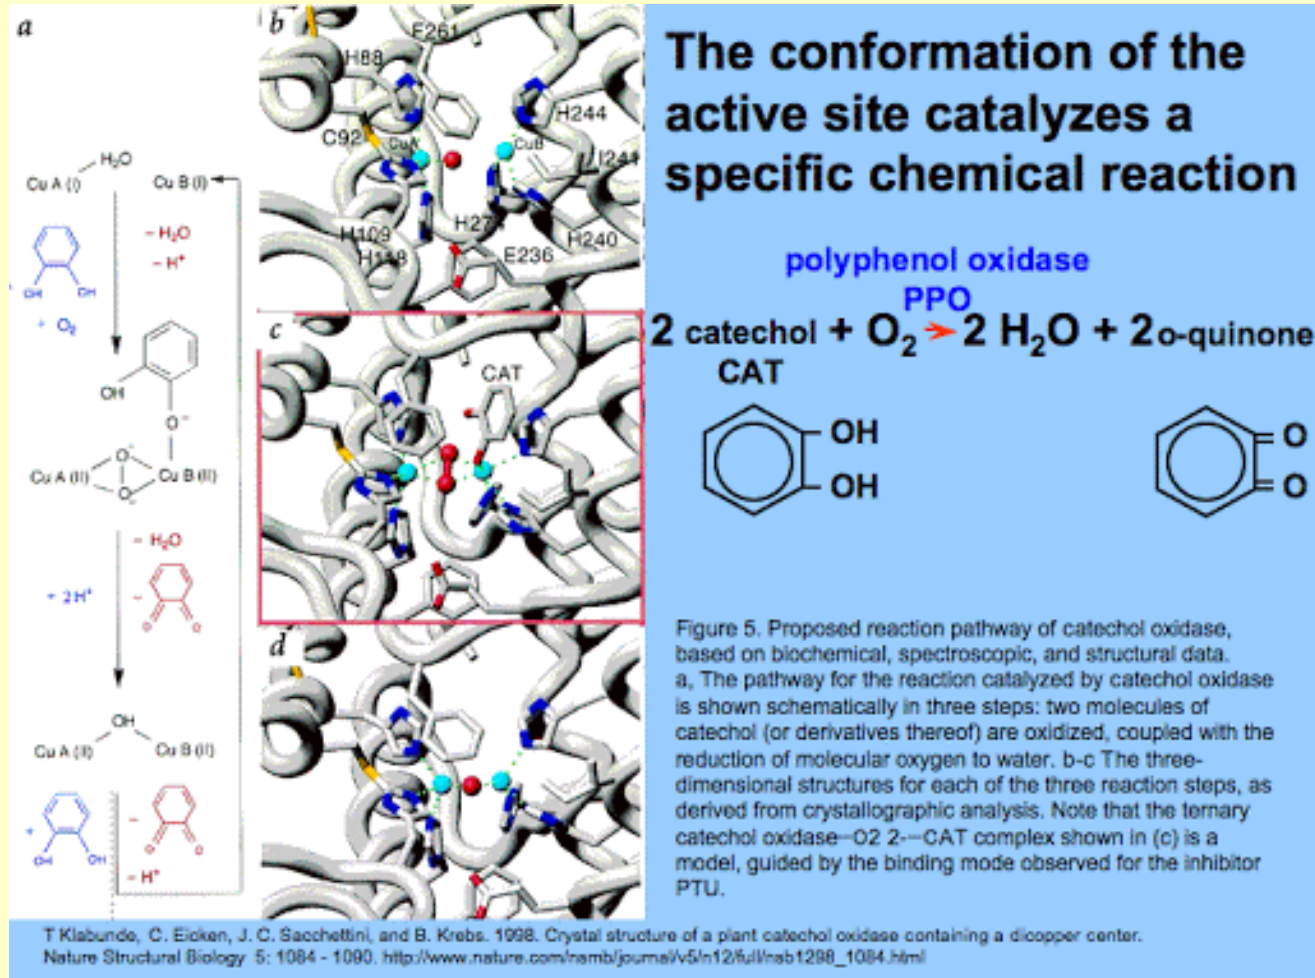 a
H₂O
Cu A (I)
Cu B (I)
– H₂O
– H⁺
OH OH
+ O₂
OH
O⁻
O⁻
Cu A (II)
Cu B (II)
O⁻
– H₂O
+ 2H⁺
–
O O
OH
Cu A (II)
Cu B (II)
+
–
OH OH
O O
– H⁺
b
F261
H88
H244
C92
CuA
CuB
I241
H109
H118
H274
H240
E236
c
CAT
d
The conformation of the
active site catalyzes a
specific chemical reaction
polyphenol oxidase
PPO
2 catechol + O₂ → 2 H₂O + 2 o-quinone
CAT
OH
OH
O
O
Figure 5. Proposed reaction pathway of catechol oxidase,
based on biochemical, spectroscopic, and structural data.
a, The pathway for the reaction catalyzed by catechol oxidase
is shown schematically in three steps: two molecules of
catechol (or derivatives thereof) are oxidized, coupled with the
reduction of molecular oxygen to water. b-c The three-
dimensional structures for each of the three reaction steps, as
derived from crystallographic analysis. Note that the ternary
catechol oxidase–O2 2-–CAT complex shown in (c) is a
model, guided by the binding mode observed for the inhibitor
PTU.
T Klabunde, C. Eicken, J. C. Sacchettini, and B. Krebs. 1998. Crystal structure of a plant catechol oxidase containing a dicopper center.
Nature Structural Biology 5: 1084 - 1090. http://www.nature.com/nsmb/journal/v5/n12/full/nsb1298_1084.html